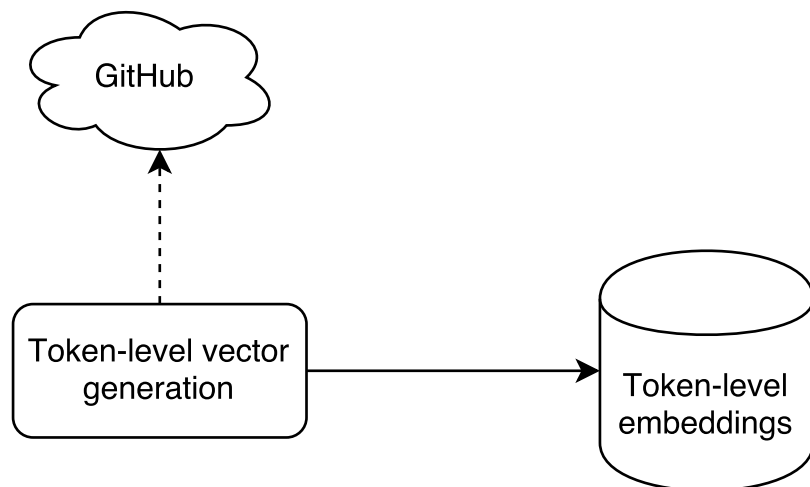 GitHub
Token-level vector
generation
Token-level
embeddings